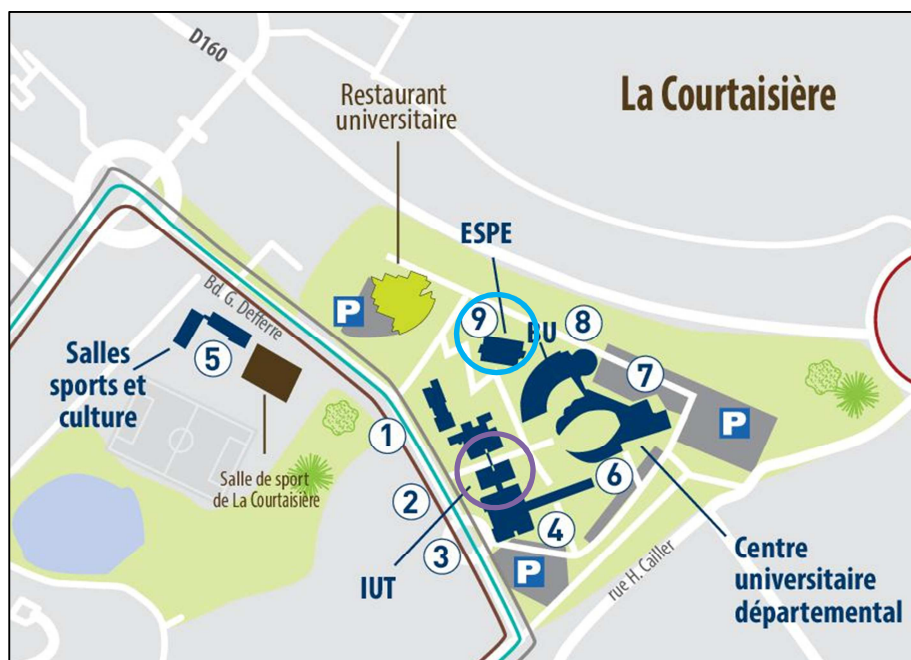 D160
La Courtaisière
Restaurant
universitaire
ESPE
9
BU
8
P
Bd. G. Defferre
Salles
sports et
culture
5
7
P
1
Salle de sport
de La Courtaisière
2
6
3
4
IUT
P
rue H. Cailler
Centre
universitaire
départemental